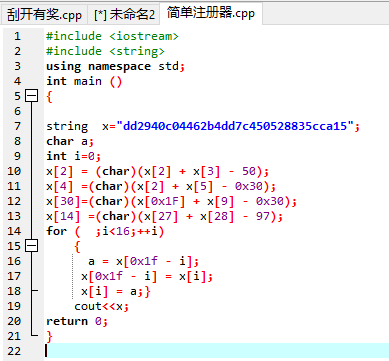 刮开有奖.cpp [*] 未命名2 简单注册器.cpp
1 #include <iostream>
2 #include <string>
3 using namespace std;
4 int main ()
5 {
6
7 string x="dd2940c04462b4dd7c450528835cca15";
8 char a;
9 int i=0;
10 x[2] = (char)(x[2] + x[3] - 50);
11 x[4] =(char)(x[2] + x[5] - 0x30);
12 x[30]=(char)(x[0x1F] + x[9] - 0x30);
13 x[14] =(char)(x[27] + x[28] - 97);
14 for ( ;i<16;++i)
15 {
16 a = x[0x1f - i];
17 x[0x1f - i] = x[i];
18 x[i] = a;}
19 cout<<x;
20 return 0;
21 }
22